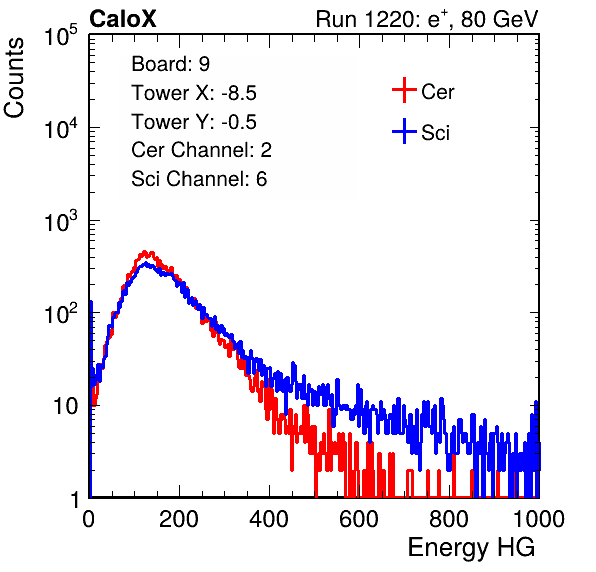 CaloX Run 1220: e⁺, 80 GeV
Counts
Board: 9
Tower X: -8.5
Tower Y: -0.5
Cer Channel: 2
Sci Channel: 6
Cer
Sci
10⁵
10⁴
10³
10²
10
1
0 200 400 600 800 1000
Energy HG